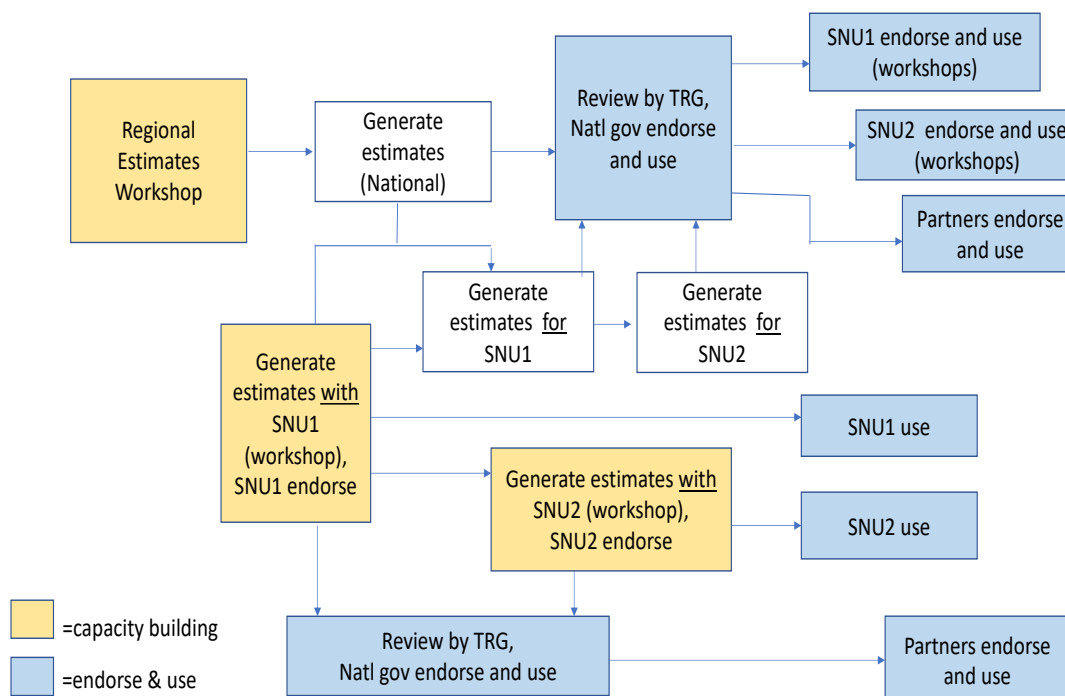 Regional
Estimates
Workshop
Generate
estimates
(National)
Review by TRG,
Natl gov endorse
and use
SNU1 endorse and use
(workshops)
SNU2 endorse and use
(workshops)
Partners endorse
and use
Generate
estimates for
SNU1
Generate
estimates for
SNU2
Generate
estimates with
SNU1
(workshop),
SNU1 endorse
SNU1 use
Generate estimates with
SNU2 (workshop),
SNU2 endorse
SNU2 use
Review by TRG,
Natl gov endorse and use
Partners endorse
and use
=capacity building
=endorse & use